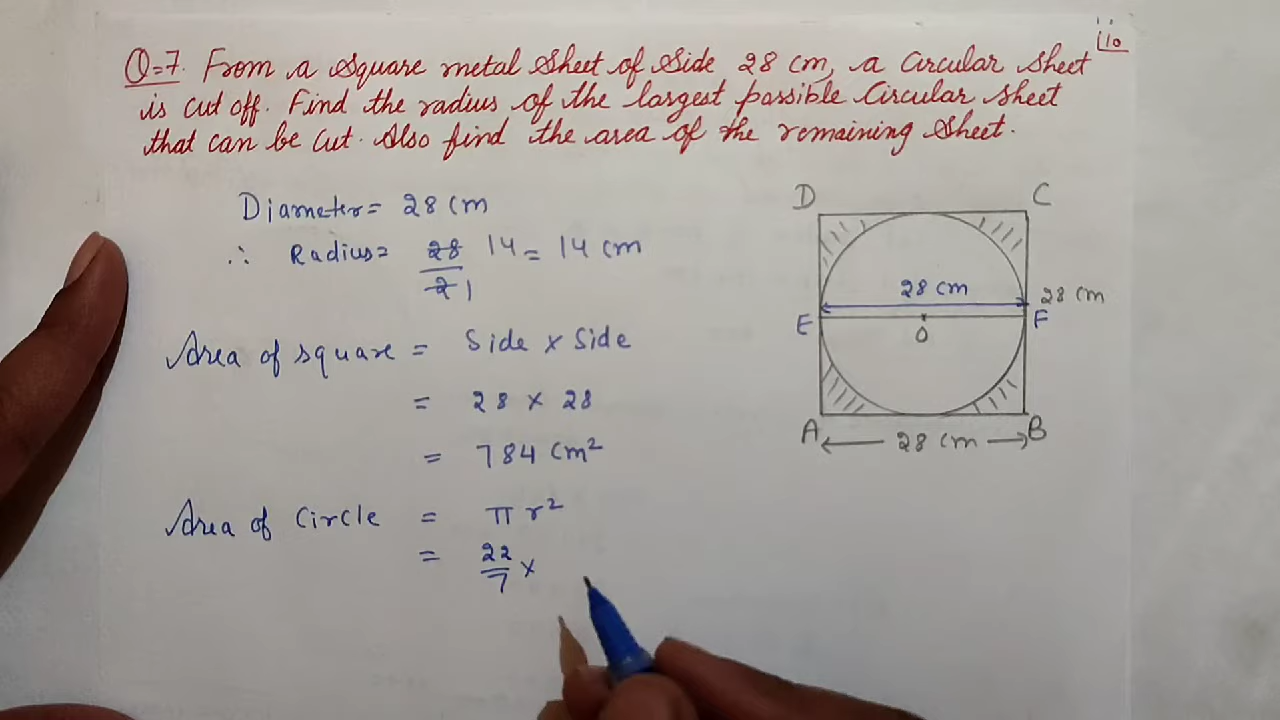 Q=7. From a square metal sheet of side 28 cm, a circular sheet
is cut off. Find the radius of the largest possible circular sheet
that can be cut. Also find the area of the remaining sheet.
Diameter = 28 cm
∴ Radius = 28/2 14/1 = 14 cm
Area of square = Side × Side
= 28 × 28
= 784 cm²
Area of Circle = π r²
= 22/7 ×
D C
28 cm
28 cm
E F
O
A B
28 cm